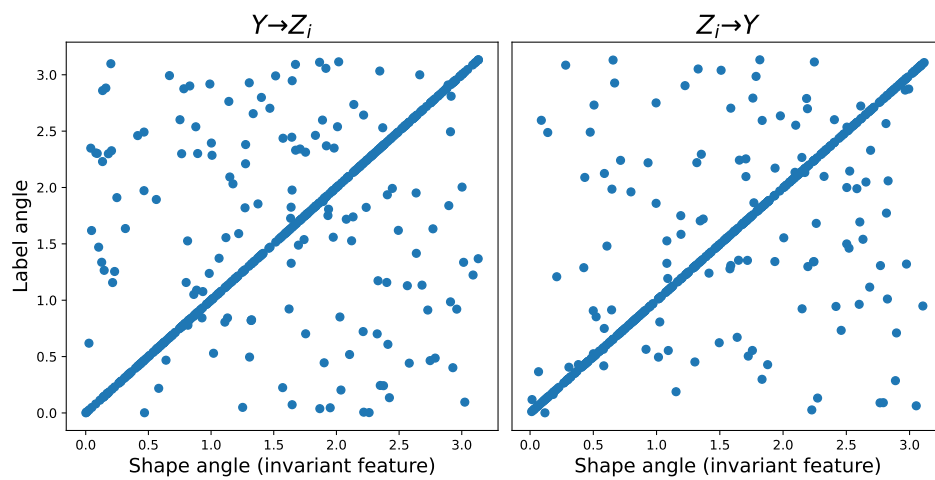 Y→Z_i
Z_i→Y
Label angle
3.0
2.5
2.0
1.5
1.0
0.5
0.0
0.0 0.5 1.0 1.5 2.0 2.5 3.0
0.0 0.5 1.0 1.5 2.0 2.5 3.0
Shape angle (invariant feature)
Shape angle (invariant feature)